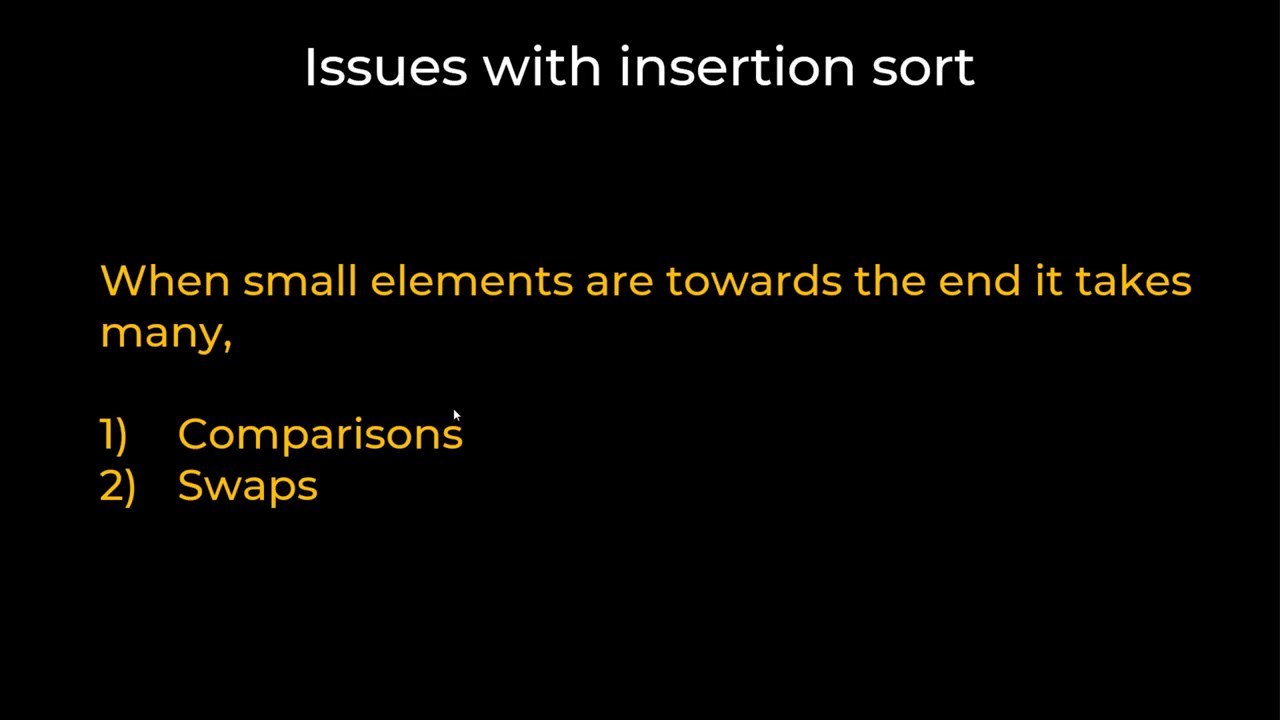 Issues with insertion sort
When small elements are towards the end it takes
many,
1) Comparisons
2) Swaps